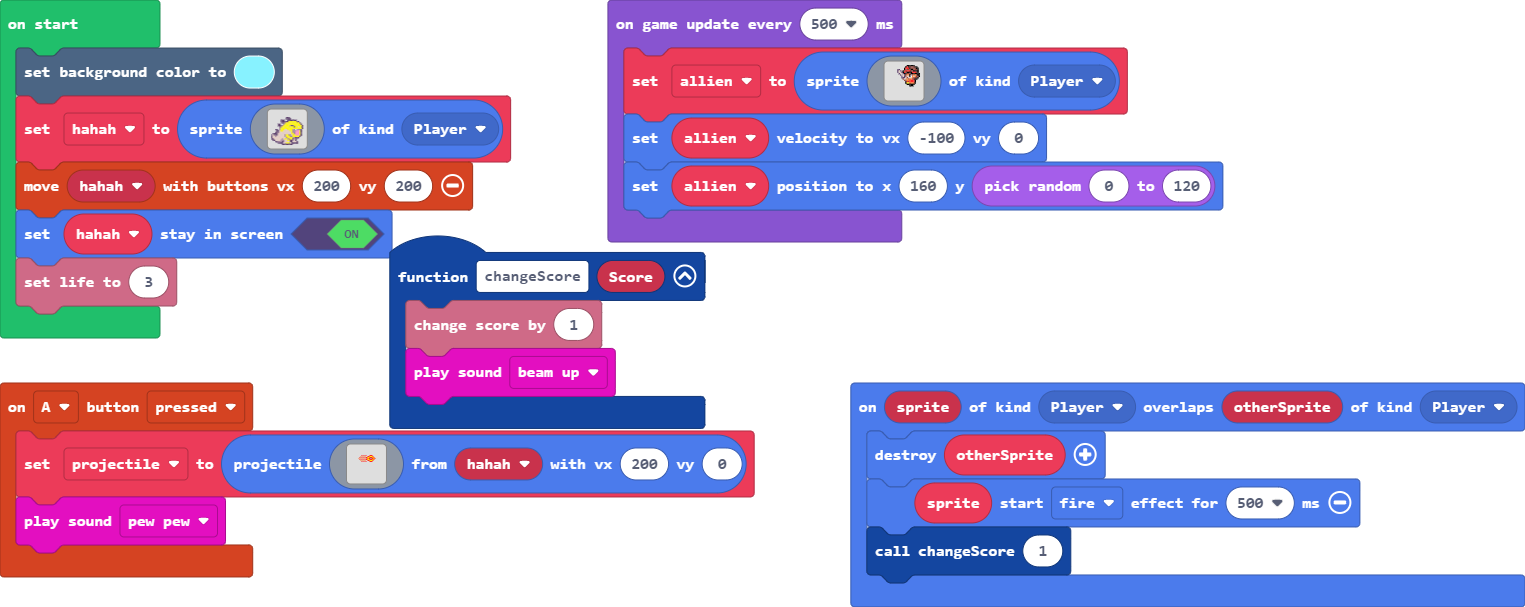 on start
set background color to
set hahah to sprite of kind Player
move hahah with buttons vx 200 vy 200
set hahah stay in screen ON
set life to 3
on game update every 500 ms
set allien to sprite of kind Player
set allien velocity to vx -100 vy 0
set allien position to x 160 y pick random 0 to 120
function changeScore Score
change score by 1
play sound beam up
on A button pressed
set projectile to projectile from hahah with vx 200 vy 0
play sound pew pew
on sprite of kind Player overlaps otherSprite of kind Player
destroy otherSprite
sprite start fire effect for 500 ms
call changeScore 1